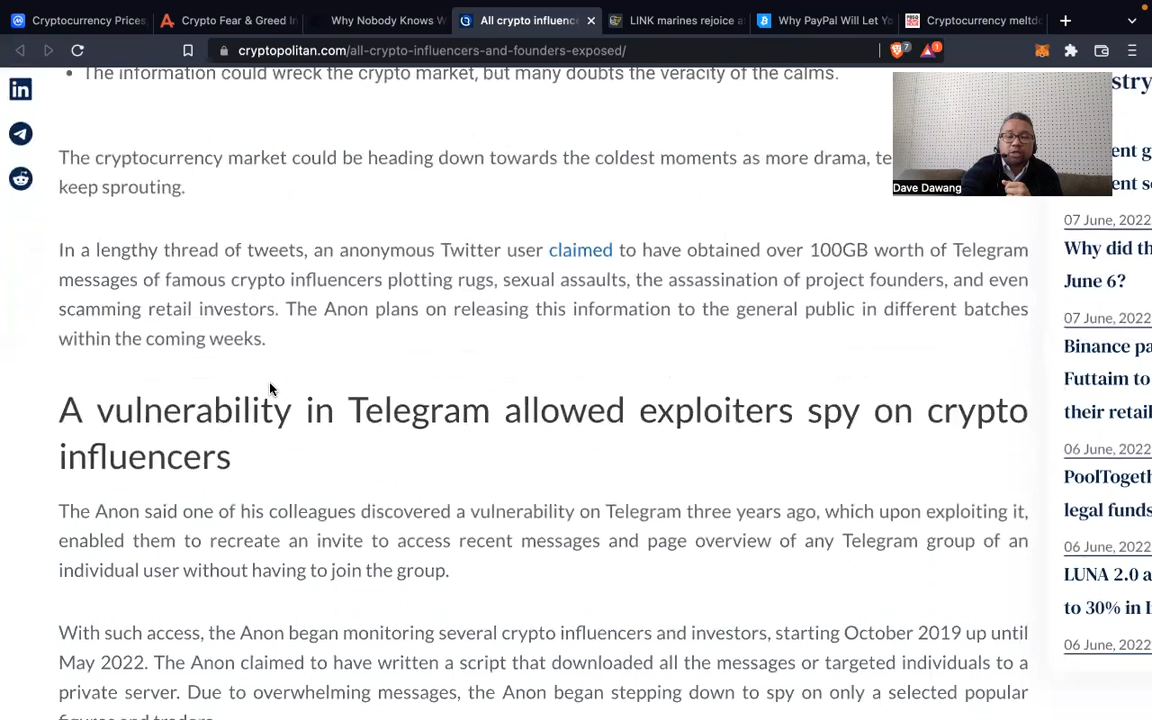 Cryptocurrency Prices,
Crypto Fear & Greed In
Why Nobody Knows W
All crypto influenc
LINK marines rejoice a
Why PayPal Will Let Yo
Cryptocurrency meltdo
cryptopolitan.com/all-crypto-influencers-and-founders-exposed/
7
1
The information could wreck the crypto market, but many doubts the veracity of the calms.
The cryptocurrency market could be heading down towards the coldest moments as more drama, te
keep sprouting.
In a lengthy thread of tweets, an anonymous Twitter user claimed to have obtained over 100GB worth of Telegram
messages of famous crypto influencers plotting rugs, sexual assaults, the assassination of project founders, and even
scamming retail investors. The Anon plans on releasing this information to the general public in different batches
within the coming weeks.
A vulnerability in Telegram allowed exploiters spy on crypto
influencers
The Anon said one of his colleagues discovered a vulnerability on Telegram three years ago, which upon exploiting it,
enabled them to recreate an invite to access recent messages and page overview of any Telegram group of an
individual user without having to join the group.
With such access, the Anon began monitoring several crypto influencers and investors, starting October 2019 up until
May 2022. The Anon claimed to have written a script that downloaded all the messages or targeted individuals to a
private server. Due to overwhelming messages, the Anon began stepping down to spy on only a selected popular
figures and traders.
Dave Dawang
stry
ent g
ent s
07 June, 2022
Why did th
June 6?
07 June, 2022
Binance pa
Futtaim to
their retail
06 June, 2022
PoolTogeth
legal funds
06 June, 2022
LUNA 2.0 a
to 30% in
06 June, 2022